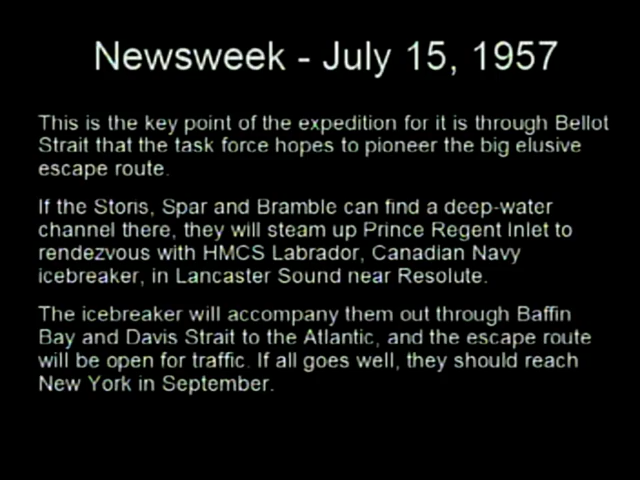 Newsweek - July 15, 1957
This is the key point of the expedition for it is through Bellot
Strait that the task force hopes to pioneer the big elusive
escape route.
If the Storis, Spar and Bramble can find a deep-water
channel there, they will steam up Prince Regent Inlet to
rendezvous with HMCS Labrador, Canadian Navy
icebreaker, in Lancaster Sound near Resolute.
The icebreaker will accompany them out through Baffin
Bay and Davis Strait to the Atlantic, and the escape route
will be open for traffic. If all goes well, they should reach
New York in September.